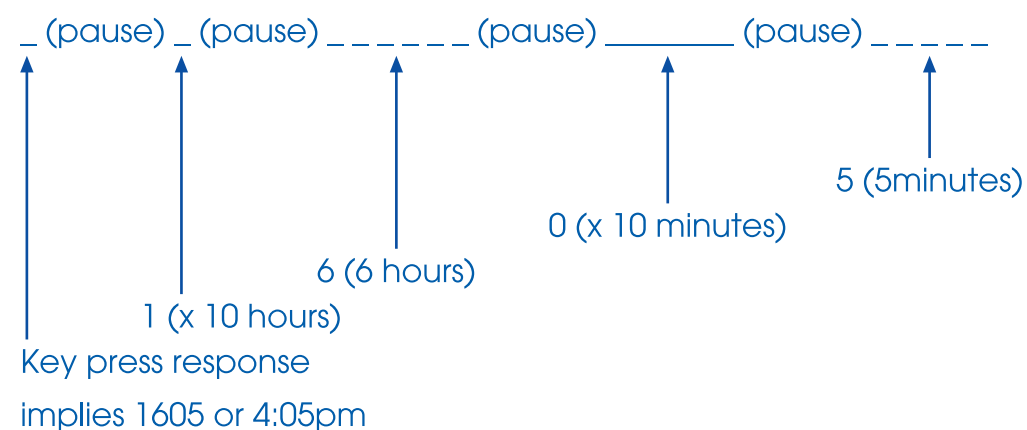 _ (pause) _ (pause) _ _ _ _ _ _ (pause) ________ (pause) _ _ _ _ _
5 (5minutes)
0 (x 10 minutes)
6 (6 hours)
1 (x 10 hours)
Key press response
implies 1605 or 4:05pm